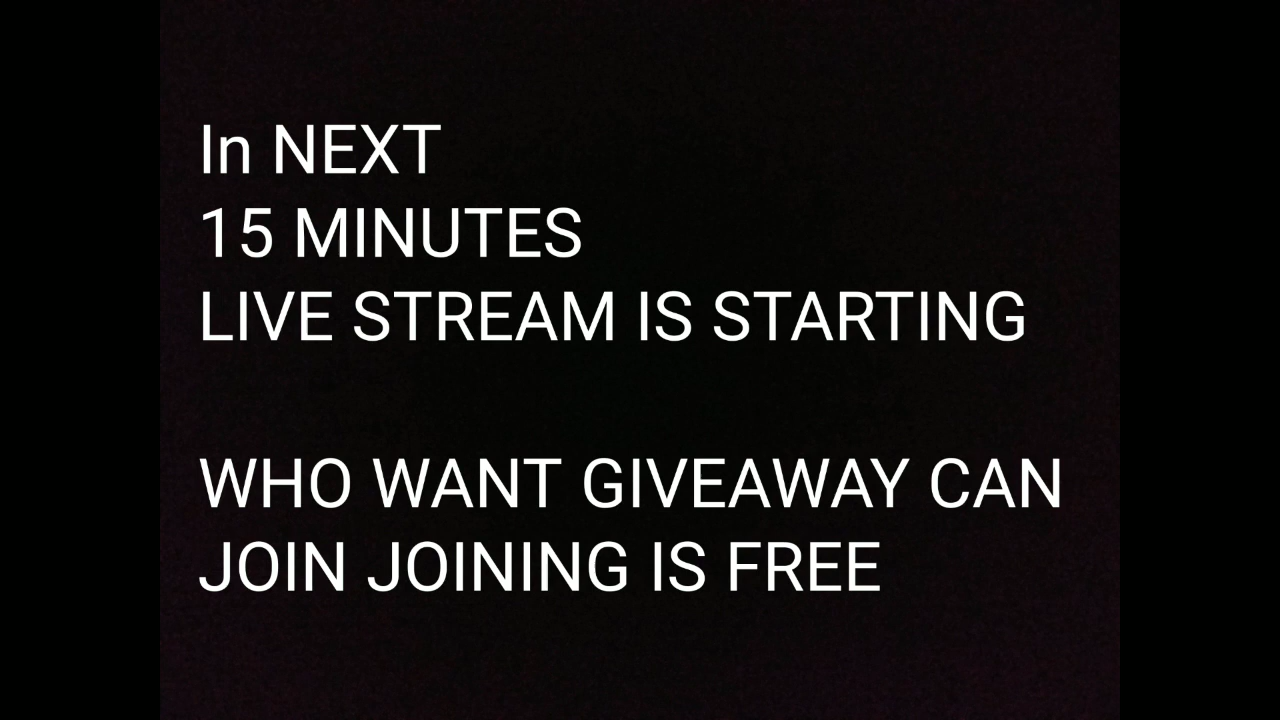 In NEXT
15 MINUTES
LIVE STREAM IS STARTING
WHO WANT GIVEAWAY CAN
JOIN JOINING IS FREE